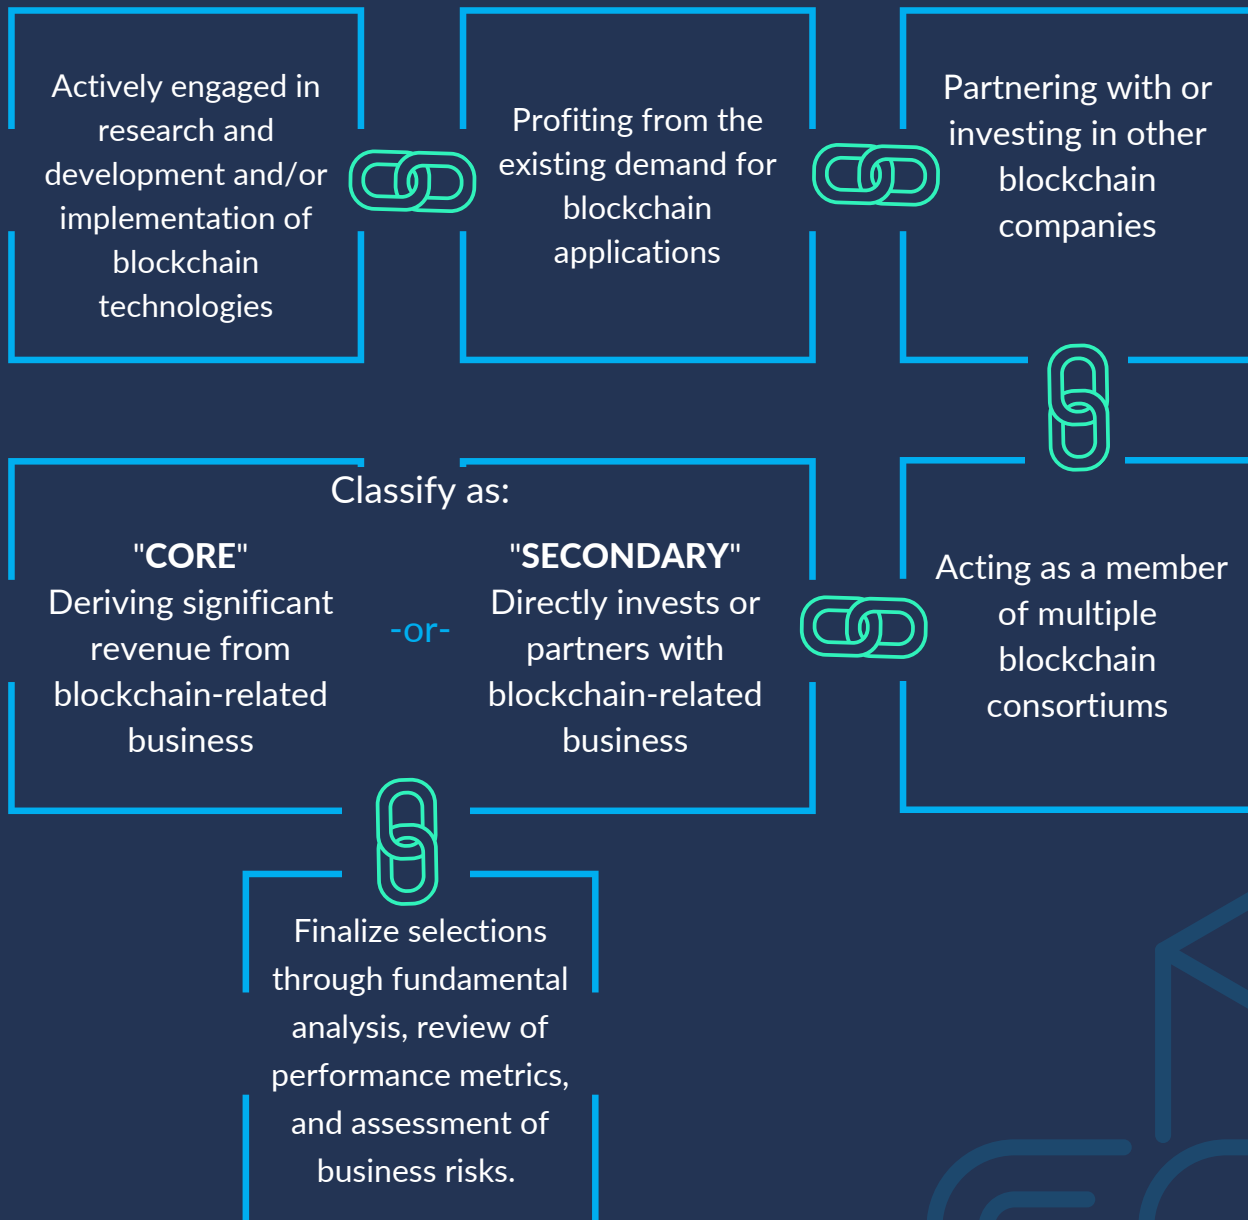 Actively engaged in
research and
development and/or
implementation of
blockchain
technologies
Profiting from the
existing demand for
blockchain
applications
Partnering with or
investing in other
blockchain
companies
Acting as a member
of multiple
blockchain
consortiums
Classify as:
"CORE"
Deriving significant
revenue from
blockchain-related
business
-or-
"SECONDARY"
Directly invests or
partners with
blockchain-related
business
Finalize selections
through fundamental
analysis, review of
performance metrics,
and assessment of
business risks.